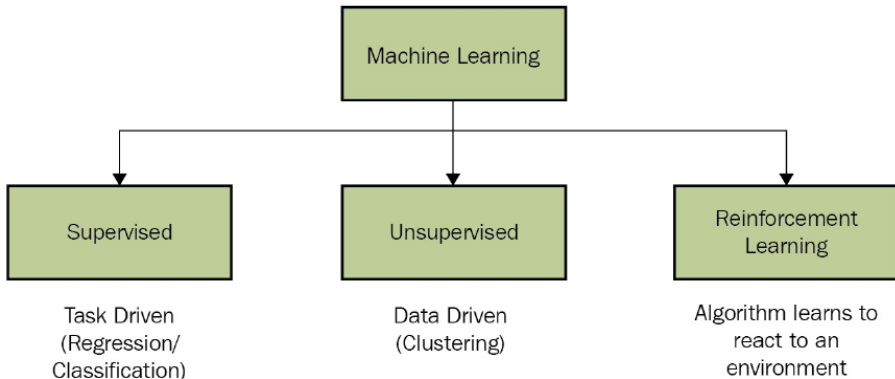 Machine Learning
Supervised
Unsupervised
Reinforcement
Learning
Task Driven
(Regression/
Classification)
Data Driven
(Clustering)
Algorithm learns to
react to an
environment